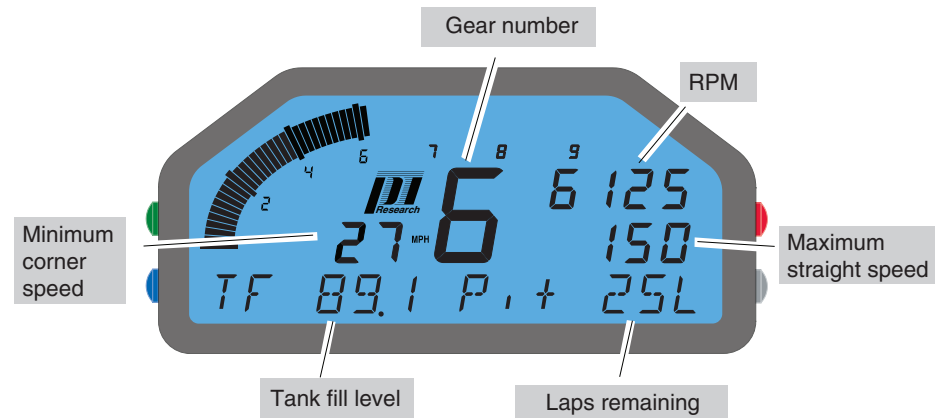 Gear number
RPM
2 4 6 7 8 9
pi Research
6 6125
Minimum corner speed
27 MPH
150
Maximum straight speed
TF 89.1 Pit 25L
Tank fill level
Laps remaining